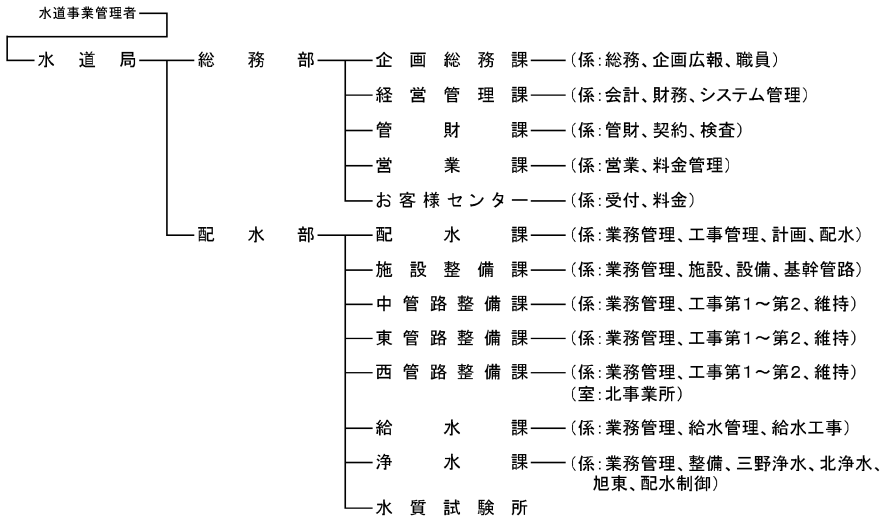 水道事業管理者
水道局 総務部 企画総務課 (係:総務、企画広報、職員)
経営管理課 (係:会計、財務、システム管理)
管財課 (係:管財、契約、検査)
営業課 (係:営業、料金管理)
お客様センター (係:受付、料金)
配水部 配水課 (係:業務管理、工事管理、計画、配水)
施設整備課 (係:業務管理、施設、設備、基幹管路)
中管路整備課 (係:業務管理、工事第1~第2、維持)
東管路整備課 (係:業務管理、工事第1~第2、維持)
西管路整備課 (係:業務管理、工事第1~第2、維持)
(室:北事業所)
給水課 (係:業務管理、給水管理、給水工事)
浄水課 (係:業務管理、整備、三野浄水、北浄水、
旭東、配水制御)
水質試験所